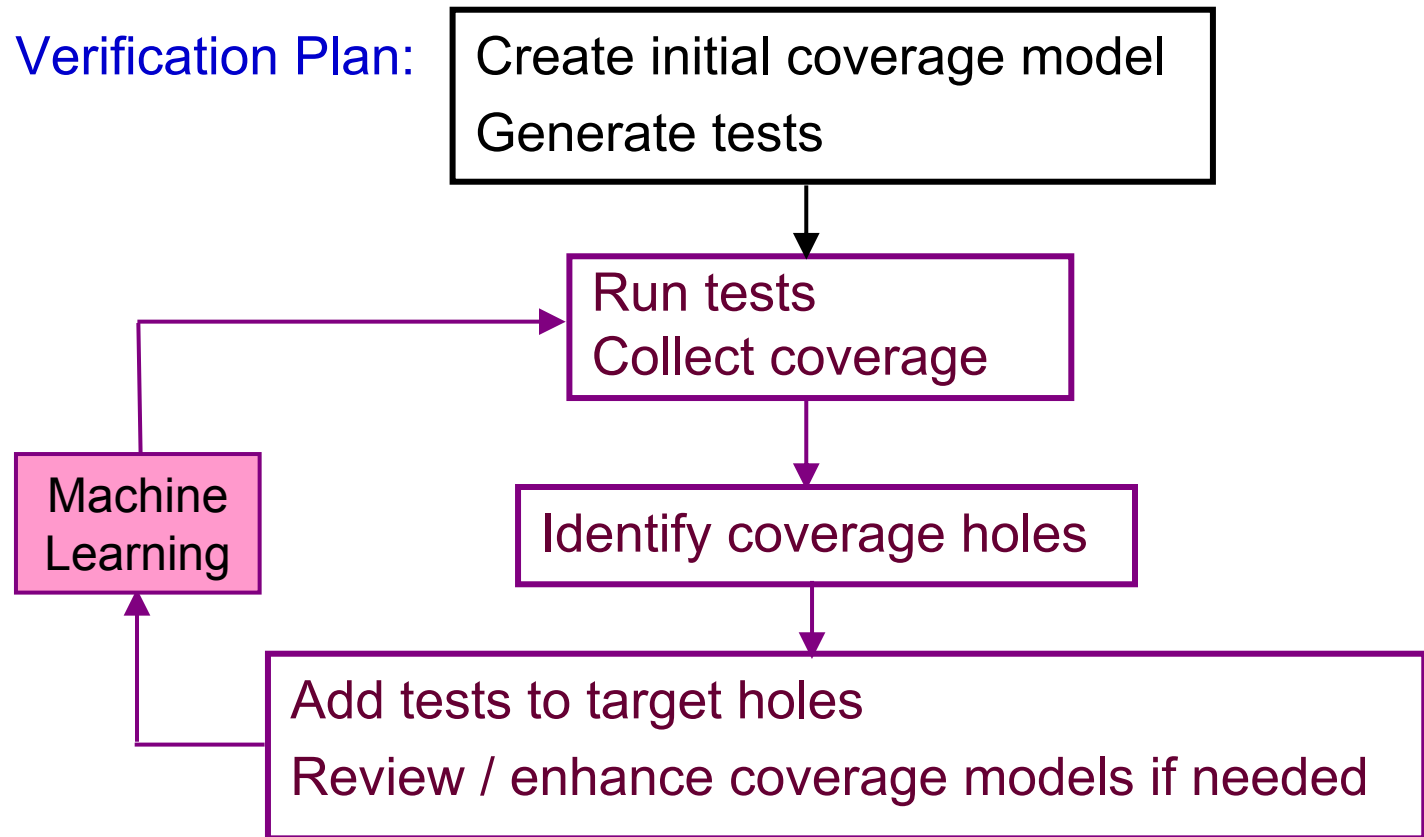 Verification Plan:
Create initial coverage model
Generate tests
Run tests
Collect coverage
Machine
Learning
Identify coverage holes
Add tests to target holes
Review / enhance coverage models if needed